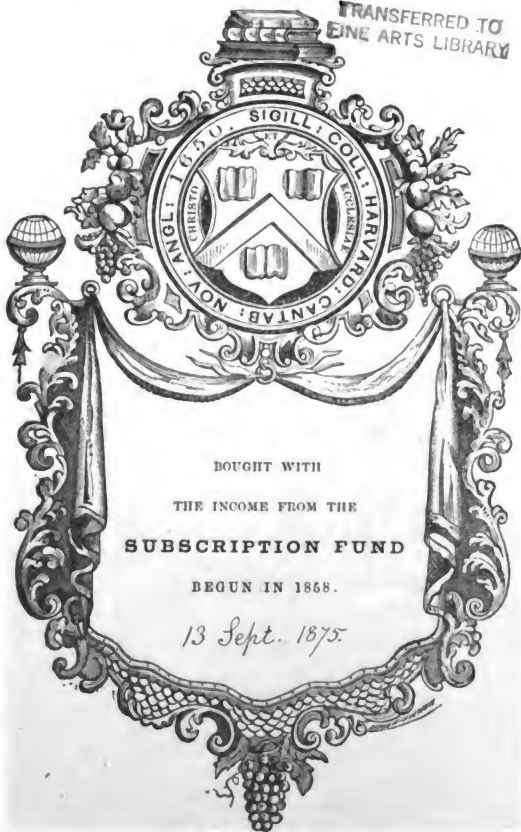 TRANSFERRED TO
FINE ARTS LIBRARY
SIGILL: COLL: HARVARD: CANTAB: NOV: ANGL: 1650.
ET
CHRISTO
ECCLESIAE
BOUGHT WITH
THE INCOME FROM THE
SUBSCRIPTION FUND
BEGUN IN 1858.
13 Sept. 1875.